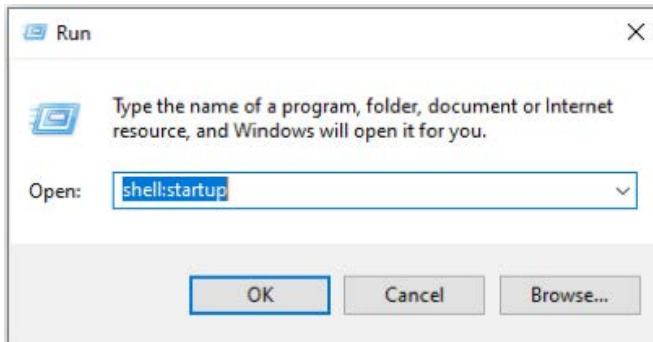 Run
Type the name of a program, folder, document or Internet
resource, and Windows will open it for you.
Open: shell:startup
OK Cancel Browse...